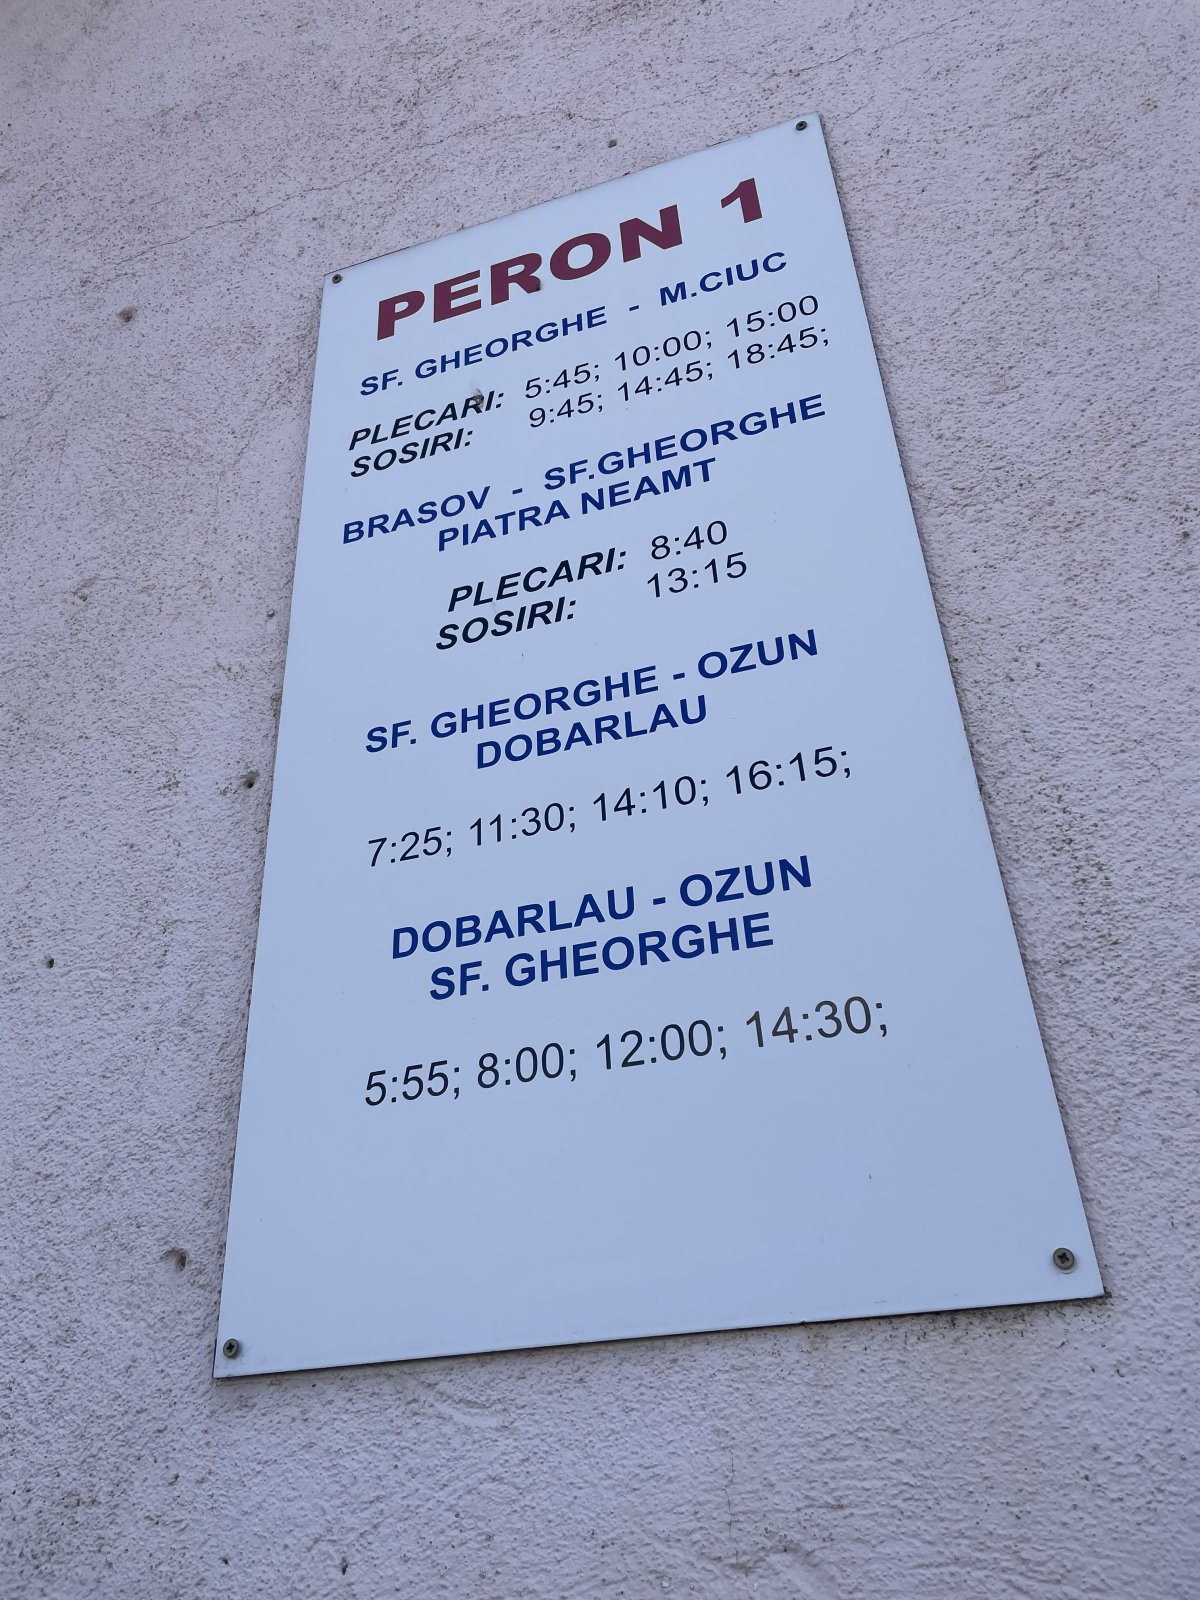 PERON 1
SF. GHEORGHE - M.CIUC
PLECARI: 5:45; 10:00; 15:00
SOSIRI: 9:45; 14:45; 18:45;
BRASOV - SF.GHEORGHE
PIATRA NEAMT
PLECARI: 8:40
SOSIRI: 13:15
SF. GHEORGHE - OZUN
DOBARLAU
7:25; 11:30; 14:10; 16:15;
DOBARLAU - OZUN
SF. GHEORGHE
5:55; 8:00; 12:00; 14:30;